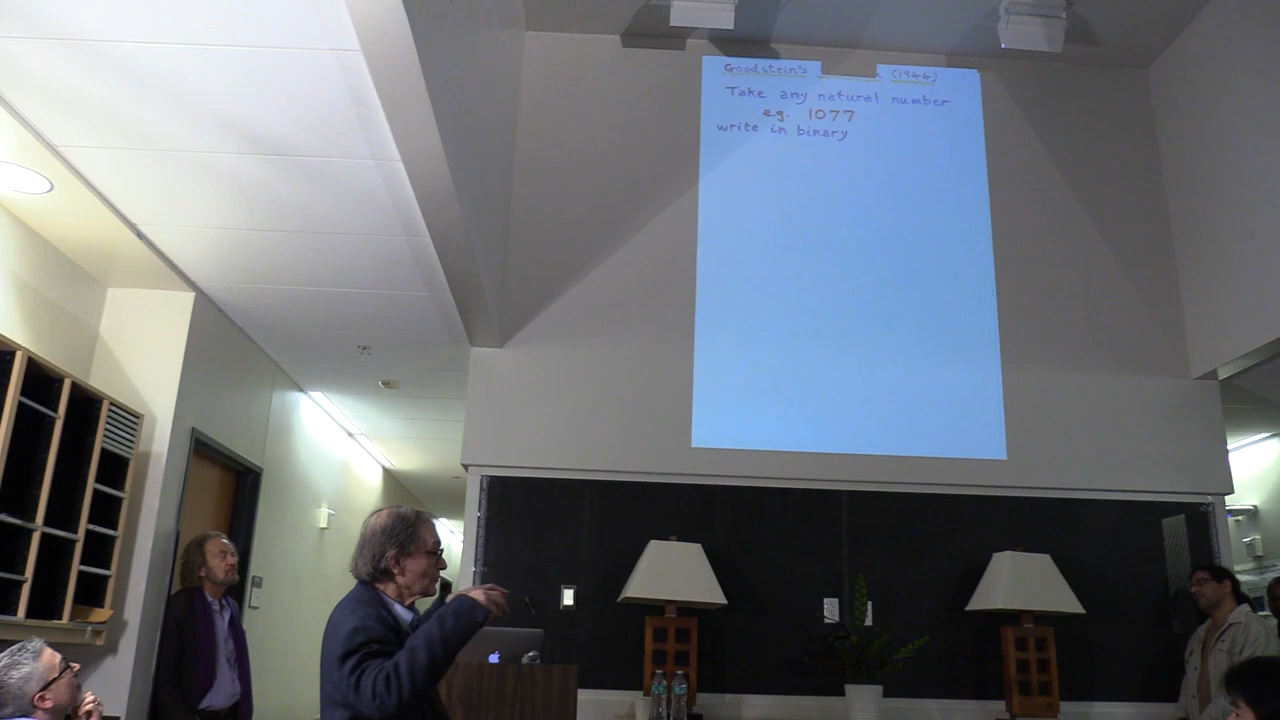 Goodstein's (1944)
Take any natural number
e.g. 1077
write in binary